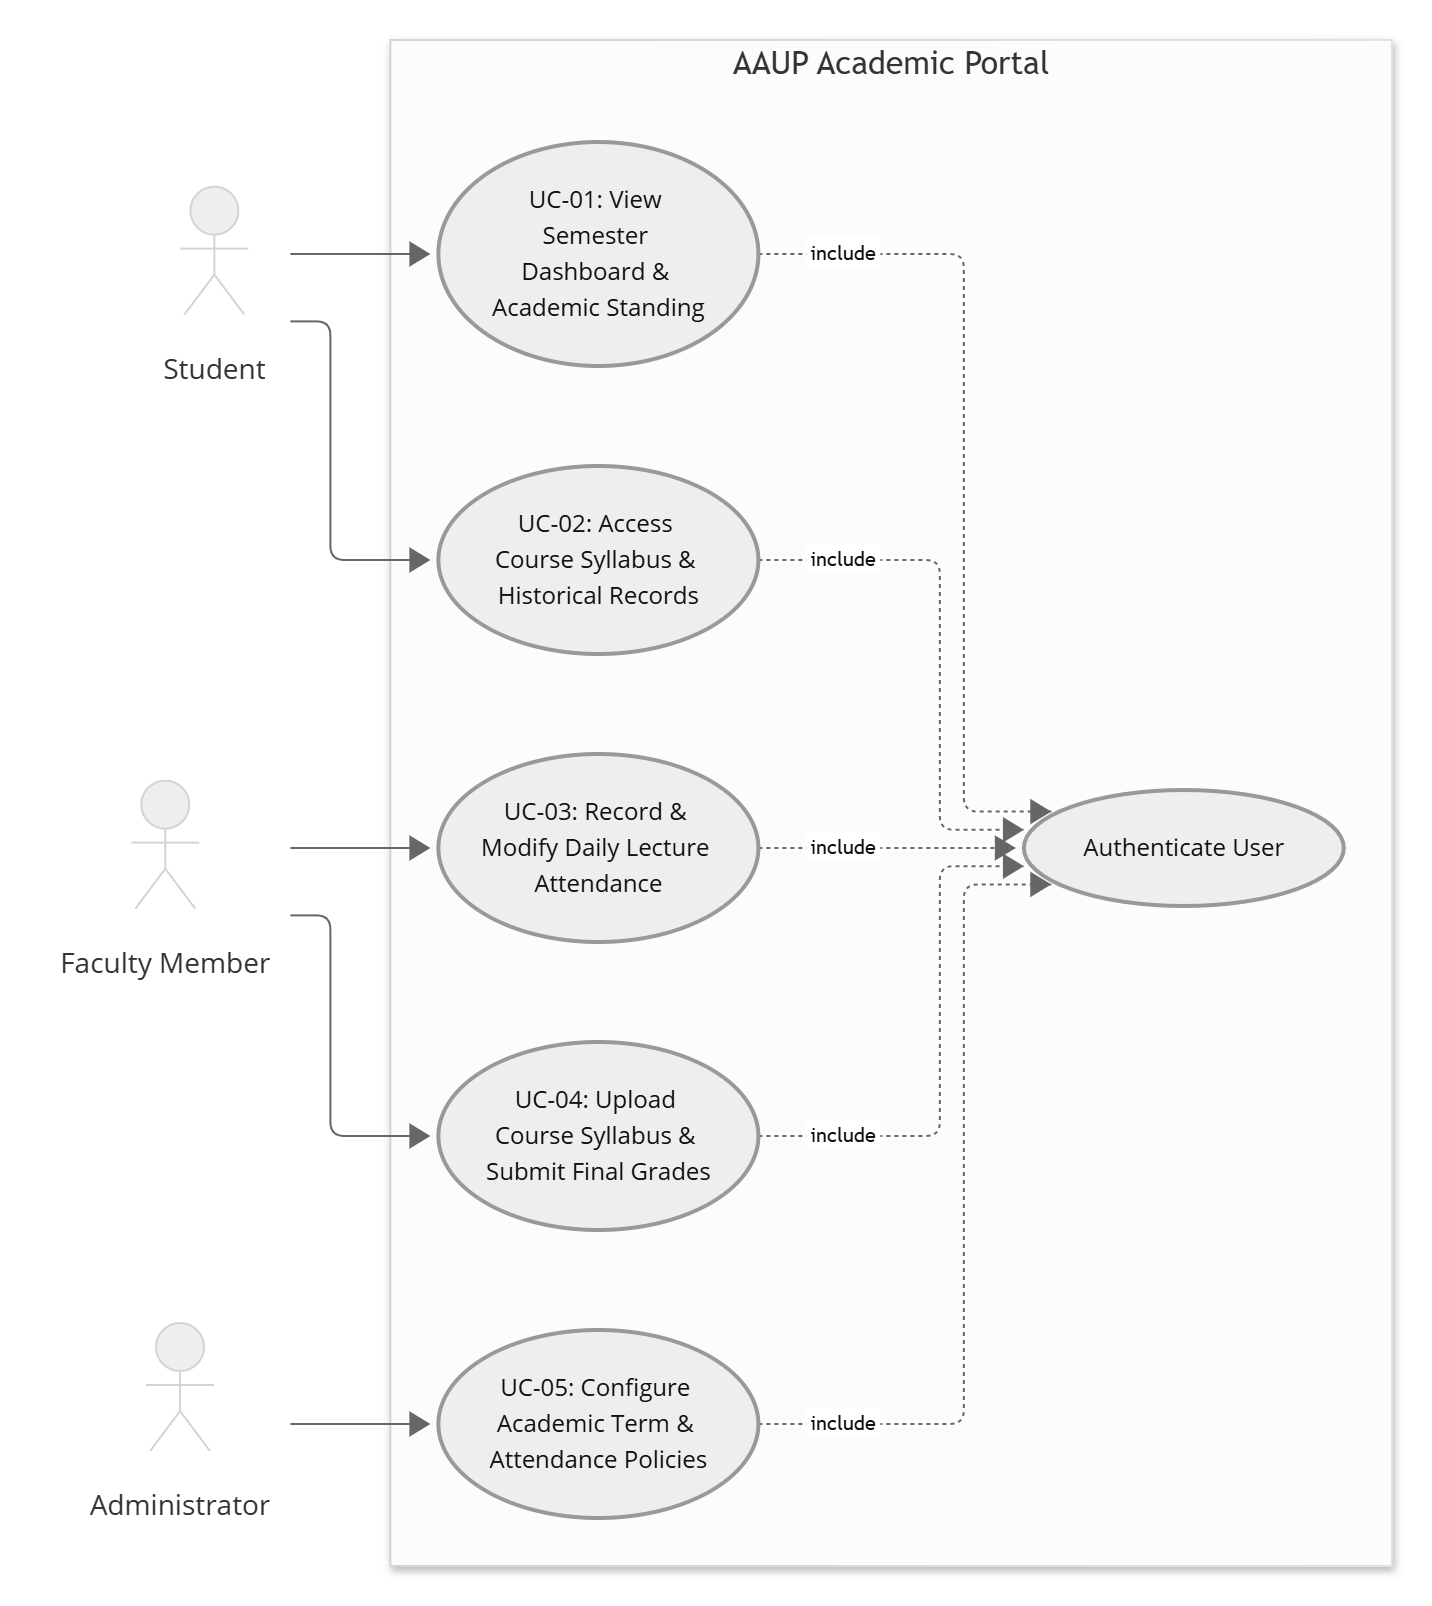 AAUP Academic Portal
UC-01: View
Semester
Dashboard &
Academic Standing
include
Student
UC-02: Access
Course Syllabus &
Historical Records
include
UC-03: Record &
Modify Daily Lecture
Attendance
include
Authenticate User
Faculty Member
UC-04: Upload
Course Syllabus &
Submit Final Grades
include
UC-05: Configure
Academic Term &
Attendance Policies
include
Administrator